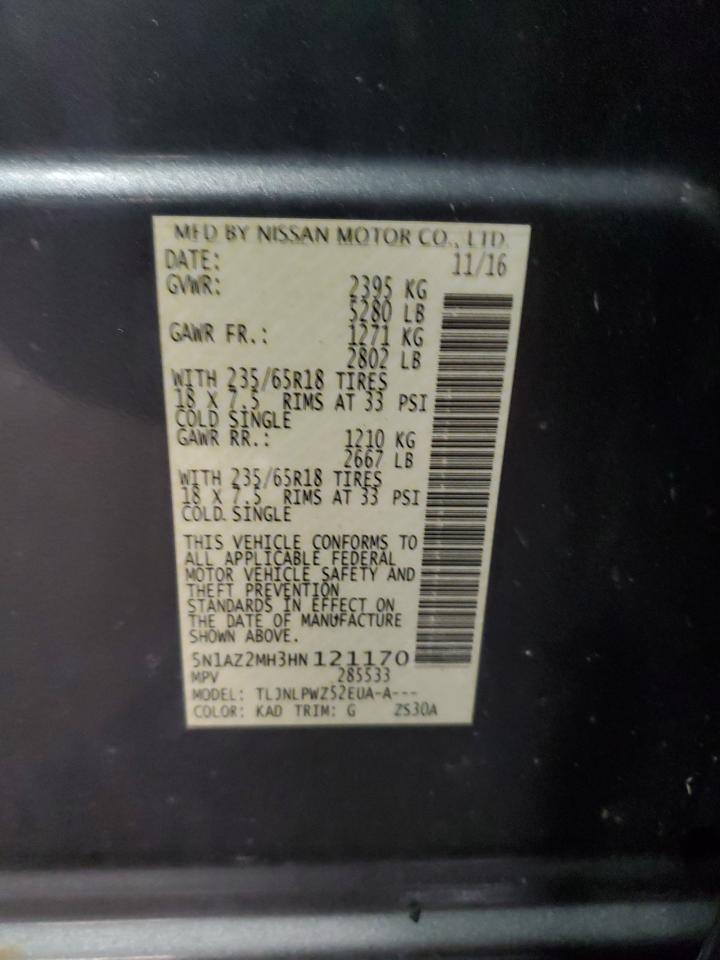 MFD BY NISSAN MOTOR CO., LTD.
DATE: 11/16
GVWR: 2395 KG
5280 LB
GAWR FR.: 1271 KG
2802 LB
WITH 235/65R18 TIRES
18 X 7.5 RIMS AT 33 PSI
COLD SINGLE
GAWR RR.: 1210 KG
2667 LB
WITH 235/65R18 TIRES
18 X 7.5 RIMS AT 33 PSI
COLD SINGLE
THIS VEHICLE CONFORMS TO
ALL APPLICABLE FEDERAL
MOTOR VEHICLE SAFETY AND
THEFT PREVENTION
STANDARDS IN EFFECT ON
THE DATE OF MANUFACTURE
SHOWN ABOVE.
5N1AZ2MH3HN121170
MPV 285533
MODEL: TLJNLPWZ52EUA-A---
COLOR: KAD TRIM: G ZS30A